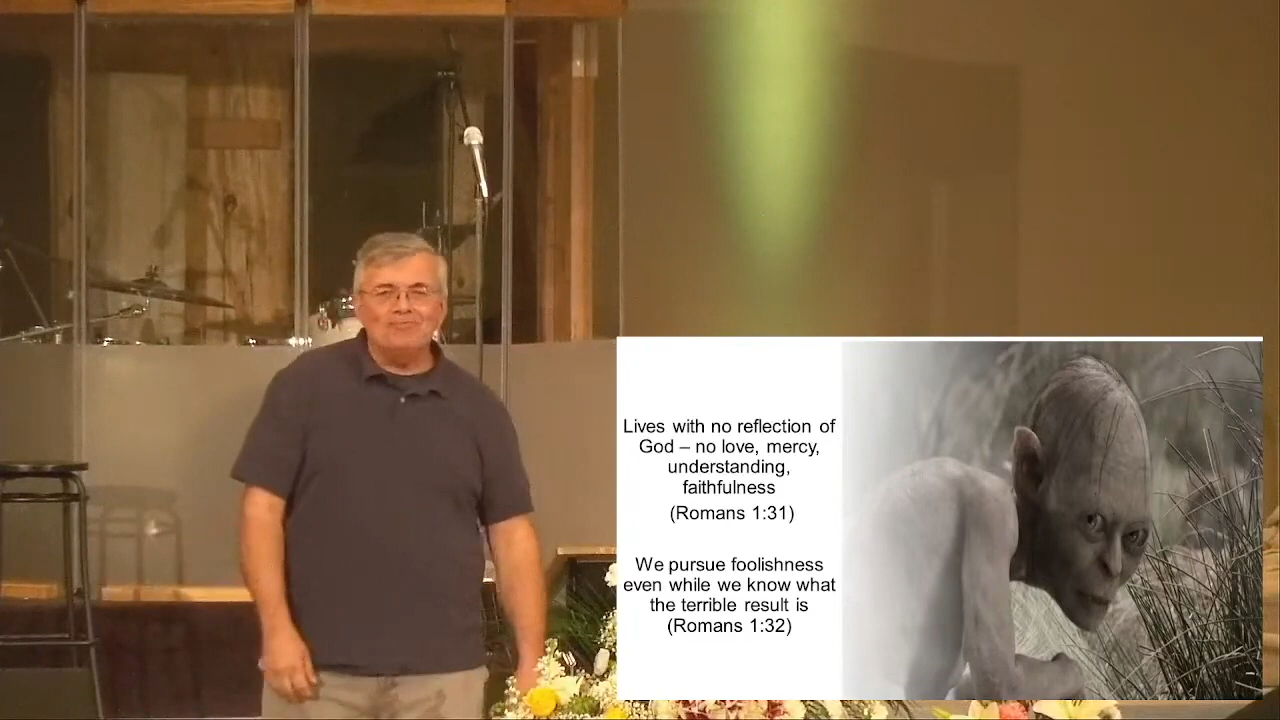 Lives with no reflection of
God – no love, mercy,
understanding,
faithfulness
(Romans 1:31)
We pursue foolishness
even while we know what
the terrible result is
(Romans 1:32)